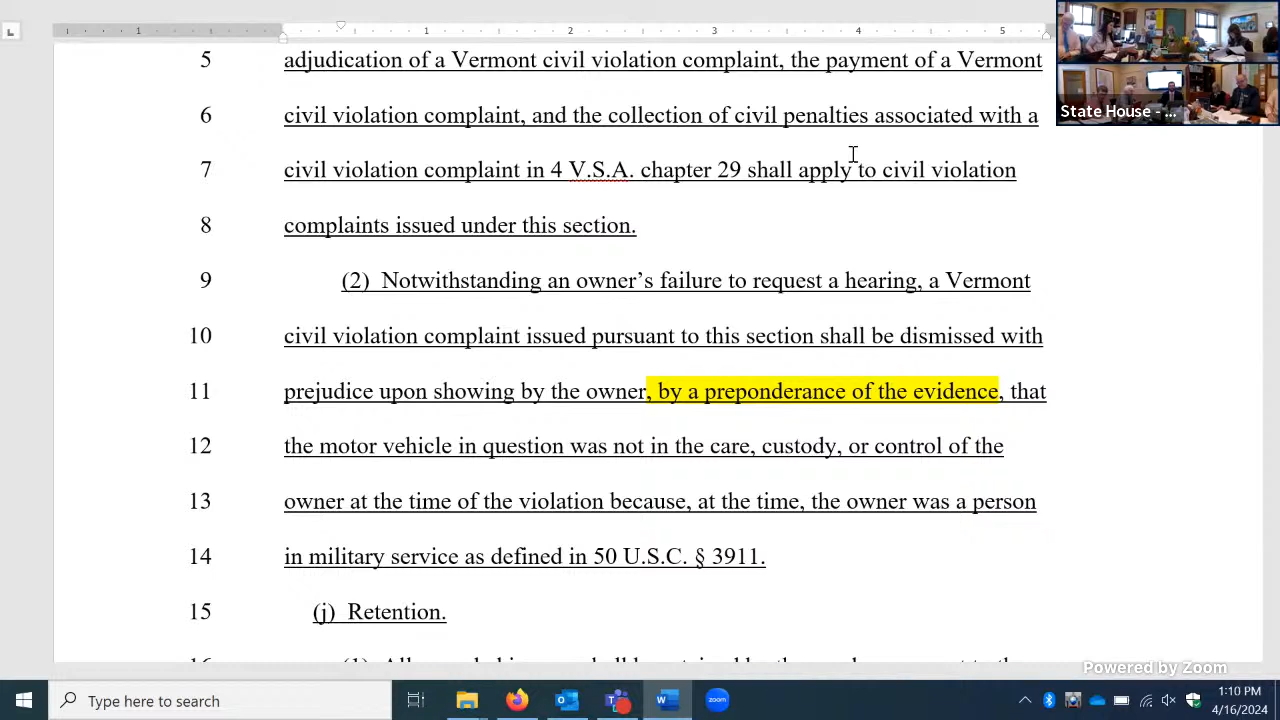 1 1 2 3 4 5
5 adjudication of a Vermont civil violation complaint, the payment of a Vermont
6 civil violation complaint, and the collection of civil penalties associated with a
7 civil violation complaint in 4 V.S.A. chapter 29 shall apply to civil violation
8 complaints issued under this section.
9 (2) Notwithstanding an owner’s failure to request a hearing, a Vermont
10 civil violation complaint issued pursuant to this section shall be dismissed with
11 prejudice upon showing by the owner, by a preponderance of the evidence, that
12 the motor vehicle in question was not in the care, custody, or control of the
13 owner at the time of the violation because, at the time, the owner was a person
14 in military service as defined in 50 U.S.C. § 3911.
15 (j) Retention.
State House - ...
Powered by Zoom
Type here to search
zoom
1:10 PM
4/16/2024